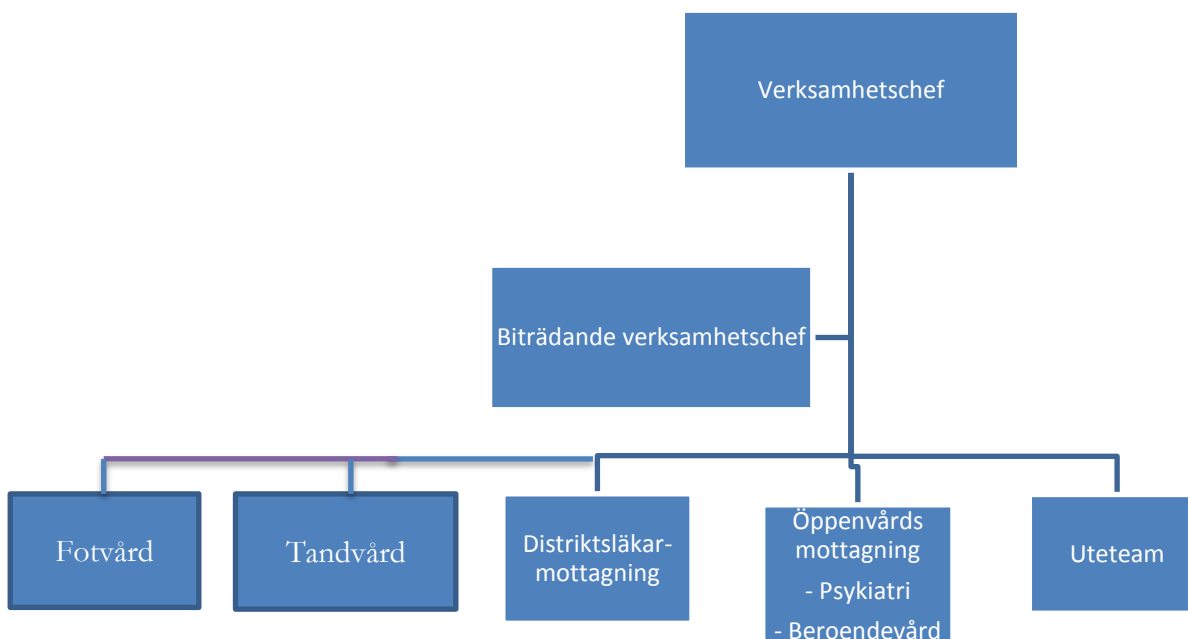 Verksamhetschef
Biträdande verksamhetschef
Fotvård
Tandvård
Distriktsläkar-
mottagning
Öppenvårds
mottagning
- Psykiatri
- Beroendevård
Uteteam